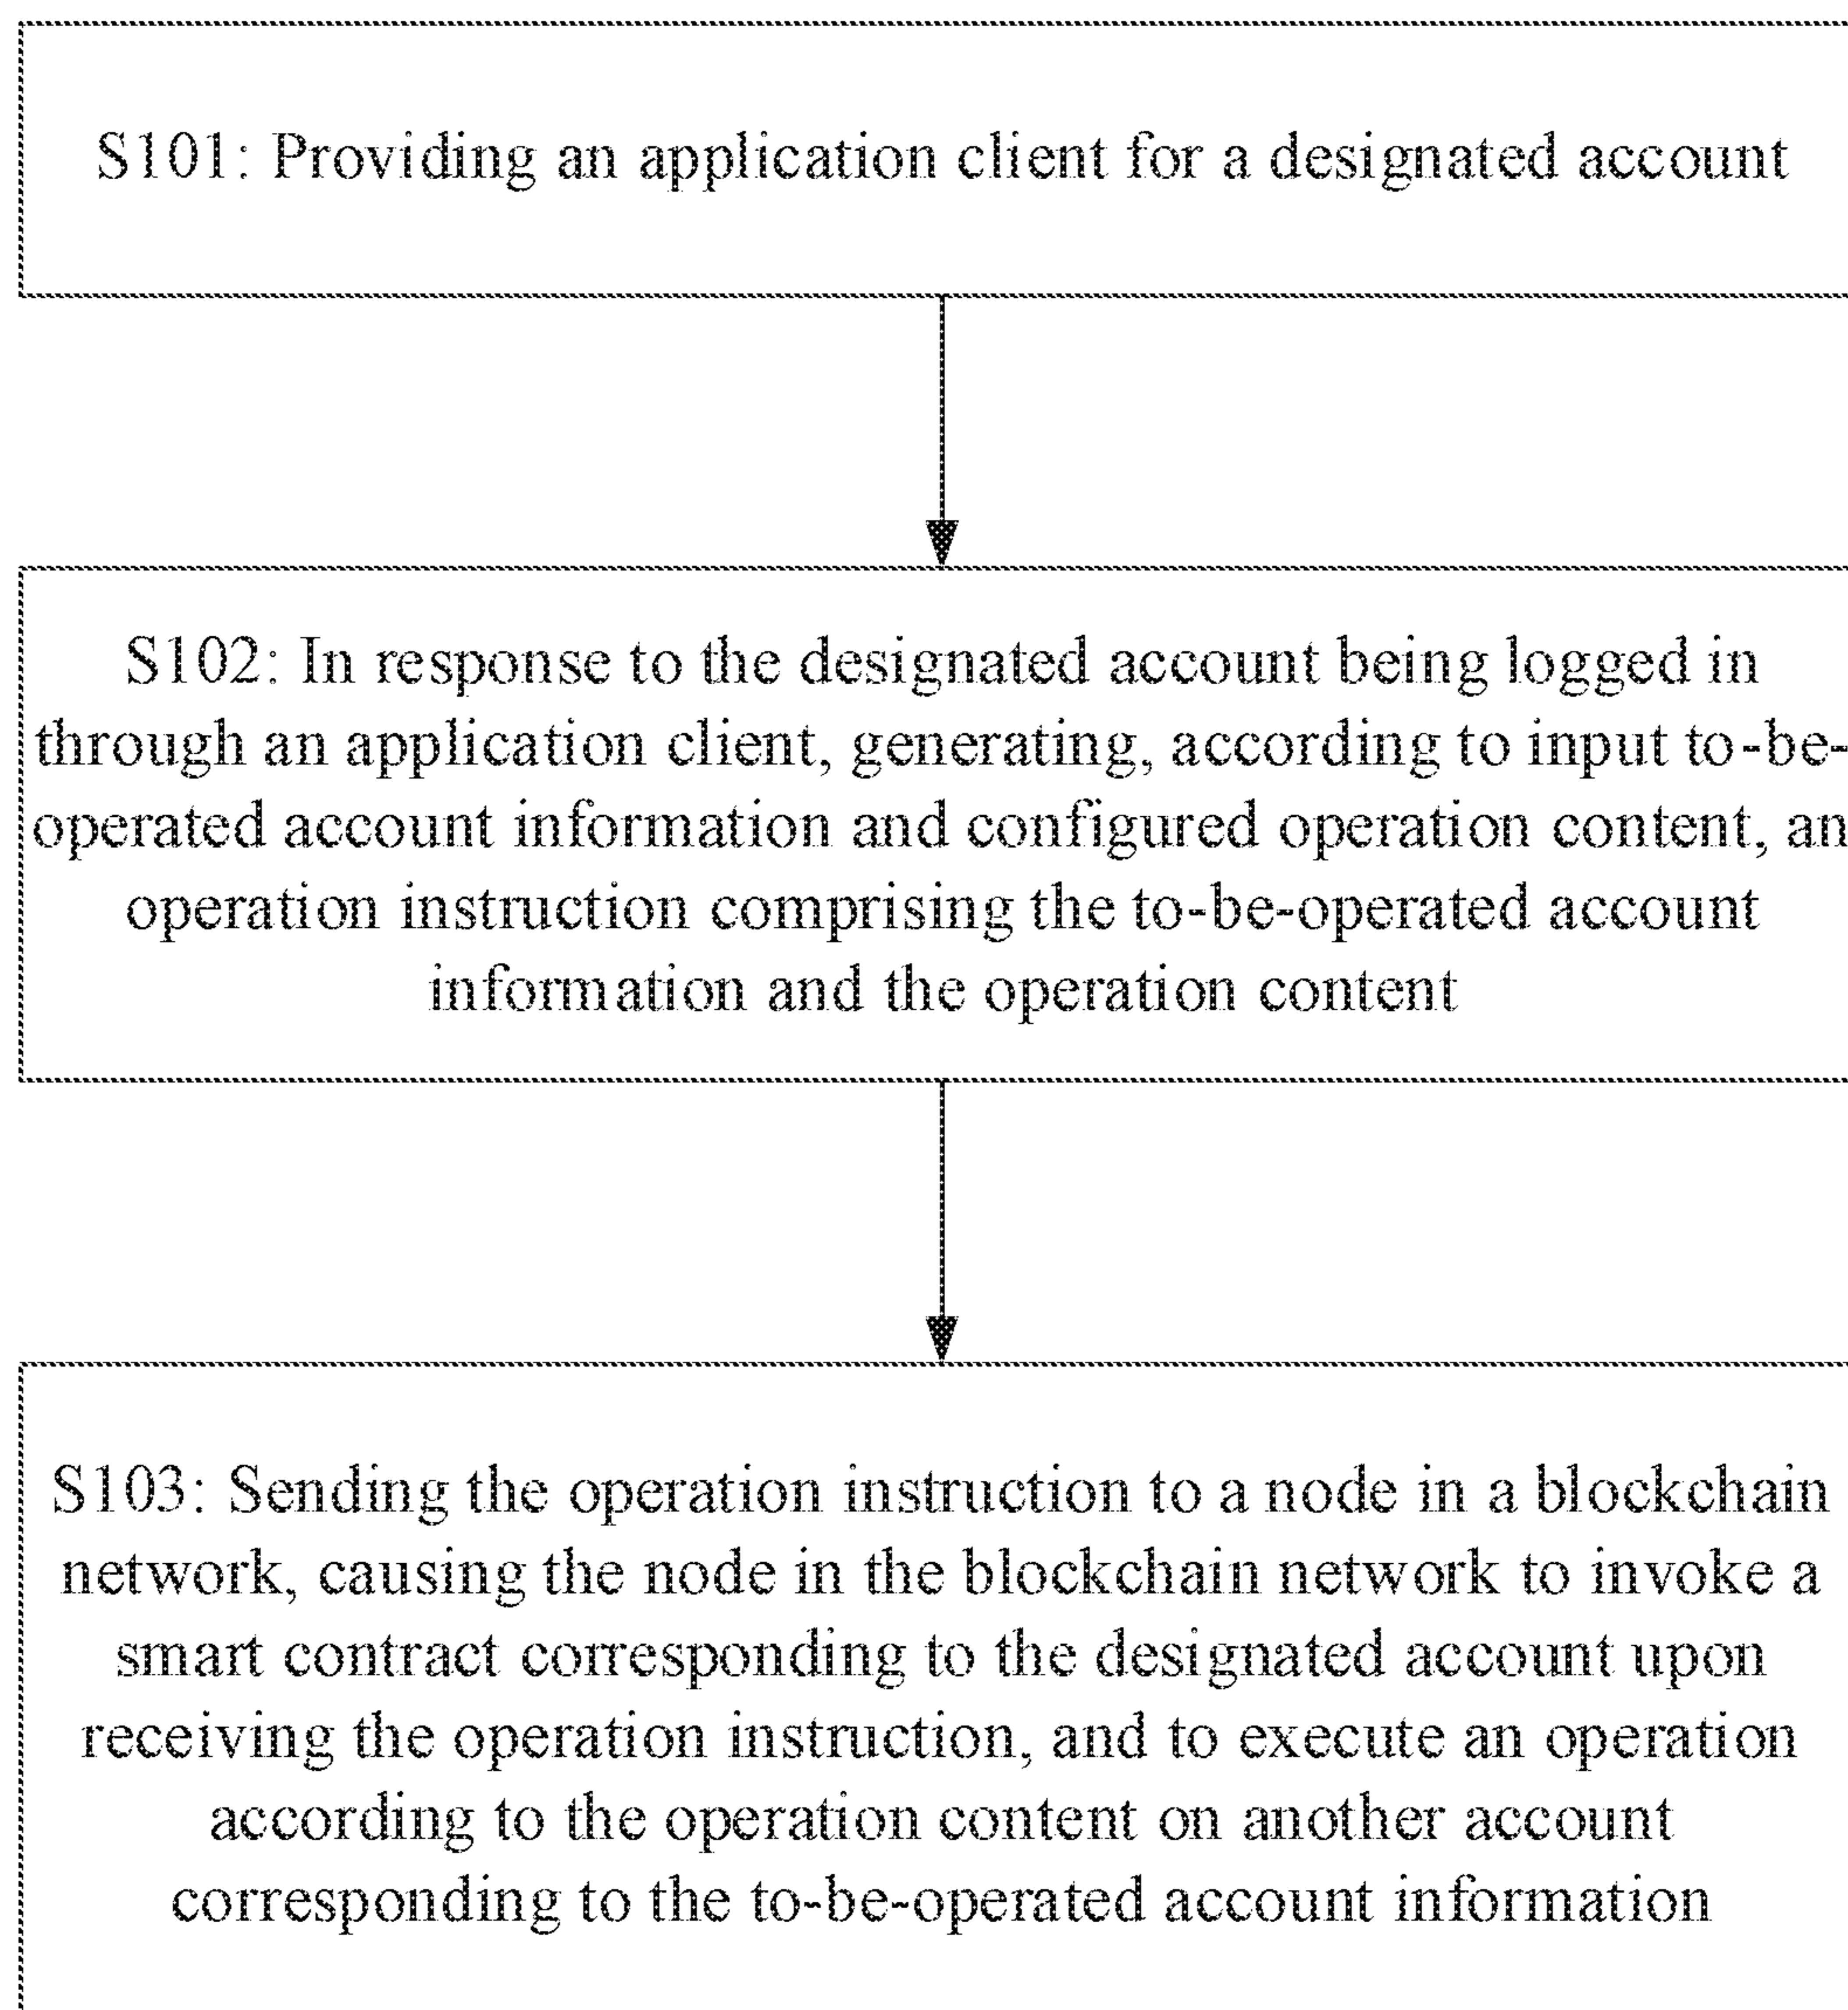 S101: Providing an application client for a designated account
S102: In response to the designated account being logged in
through an application client, generating, according to input to-be-
operated account information and configured operation content, an
operation instruction comprising the to-be-operated account
information and the operation content
S103: Sending the operation instruction to a node in a blockchain
network, causing the node in the blockchain network to invoke a
smart contract corresponding to the designated account upon
receiving the operation instruction, and to execute an operation
according to the operation content on another account
corresponding to the to-be-operated account information